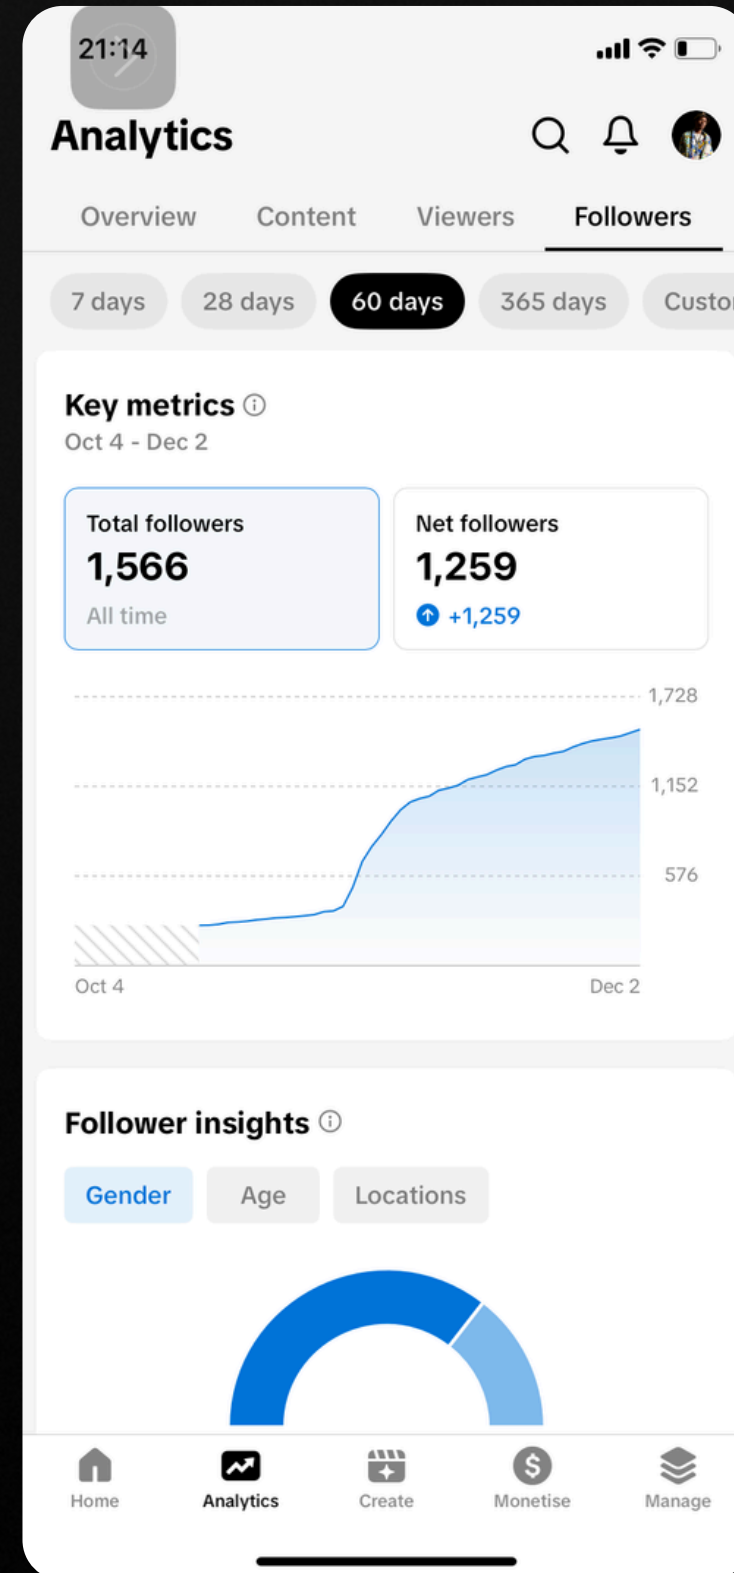 21:14
Analytics
Overview Content Viewers Followers
7 days 28 days 60 days 365 days Custo
Key metrics
Oct 4 - Dec 2
Total followers Net followers
1,566 1,259
All time +1,259
1,728
1,152
576
Oct 4 Dec 2
Follower insights
Gender Age Locations
Home Analytics Create Monetise Manage